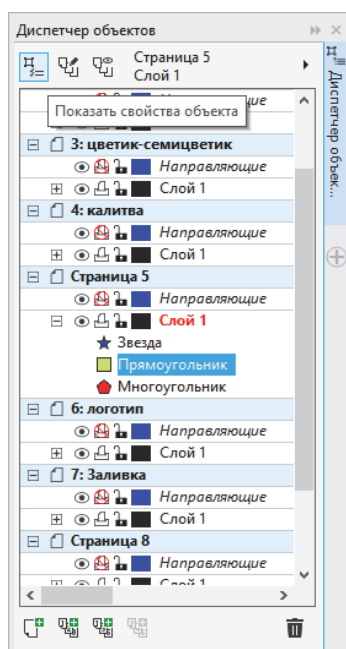 Диспетчер объектов
Страница 5
Слой 1
Показать свойства объекта
3: цветик-семицветик
Направляющие
Слой 1
4: калитва
Направляющие
Слой 1
Страница 5
Направляющие
Слой 1
Звезда
Прямоугольник
Многоугольник
6: логотип
Направляющие
Слой 1
7: Заливка
Направляющие
Слой 1
Страница 8
Направляющие
Слой 1
Диспетчер объек...